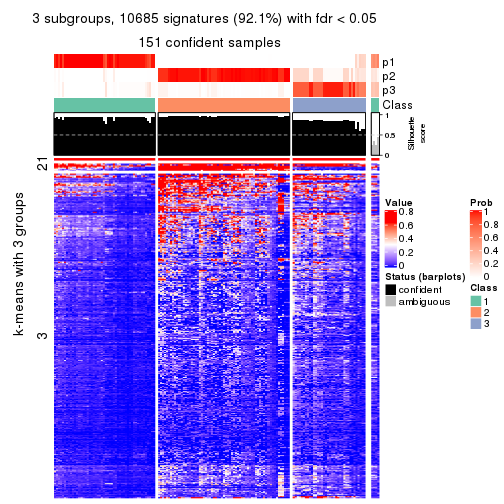 3 subgroups, 10685 signatures (92.1%) with fdr < 0.05
151 confident samples
p1
p2
p3
Class
1
0.5
0
Silhouette
score
2
1
3
k-means with 3 groups
Value
0.8
0.6
0.4
0.2
0
Status (barplots)
confident
ambiguous
Prob
1
0.8
0.6
0.4
0.2
0
Class
1
2
3